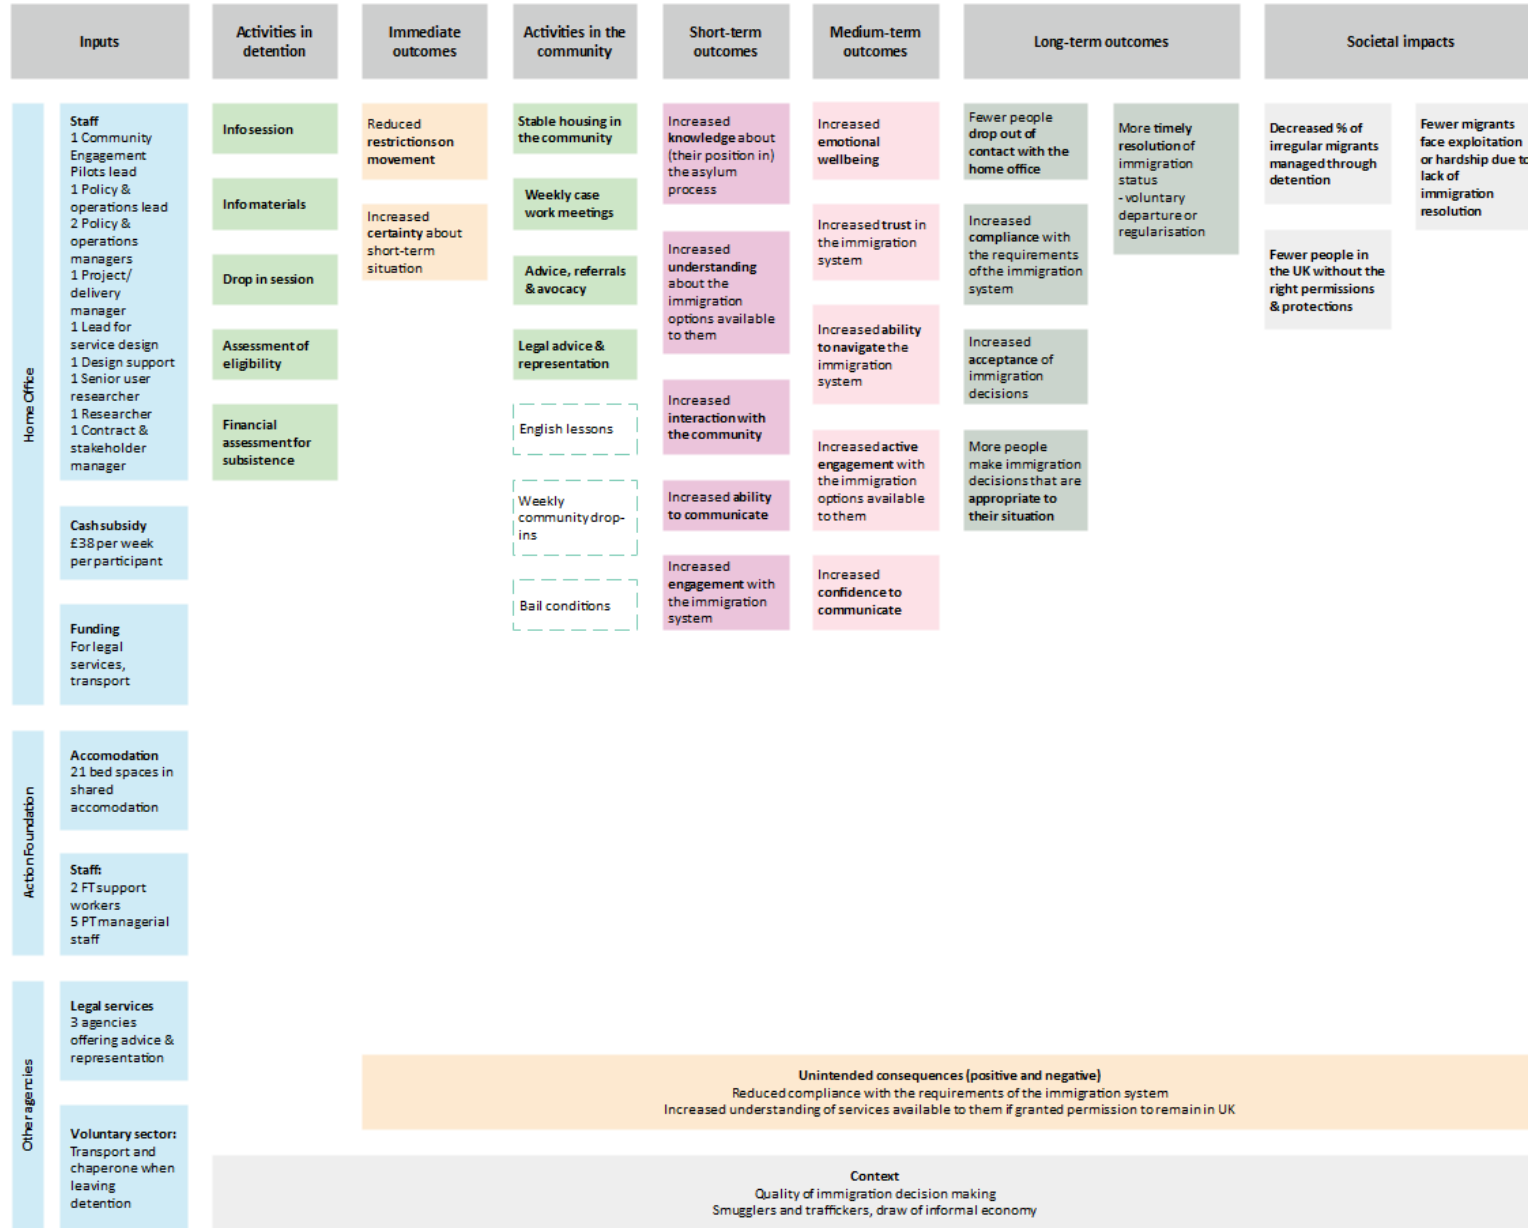 Inputs
Activities in
detention
Immediate
outcomes
Activities in the
community
Short-term
outcomes
Medium-term
outcomes
Long-term outcomes
Societal impacts
Home Office
Staff
1 Community
Engagement
Pilots lead
1 Policy &
operations lead
2 Policy &
operations
managers
1 Project/
delivery
manager
1 Lead for
service design
1 Design support
1 Senior user
researcher
1 Researcher
1 Contract &
stakeholder
manager
Cash subsidy
£38 per week
per participant
Funding
For legal
services,
transport
Action Foundation
Accomodation
21 bed spaces in
shared
accomodation
Staff:
2 FT support
workers
5 PT managerial
staff
Other agencies
Legal services
3 agencies
offering advice &
representation
Voluntary sector:
Transport and
chaperone when
leaving
detention
Info session
Info materials
Drop in session
Assessment of
eligibility
Financial
assessment for
subsistence
Reduced
restrictions on
movement
Increased
certainty about
short-term
situation
Stable housing in
the community
Weekly case
work meetings
Advice, referrals
& avocacy
Legal advice &
representation
English lessons
Weekly
community drop-
ins
Bail conditions
Increased
knowledge about
(their position in)
the asylum
process
Increased
understanding
about the
immigration
options available
to them
Increased
interaction with
the community
Increased ability
to communicate
Increased
engagement with
the immigration
system
Increased
emotional
wellbeing
Increased trust in
the immigration
system
Increased ability
to navigate the
immigration
system
Increased active
engagement with
the immigration
options available
to them
Increased
confidence to
communicate
Fewer people
drop out of
contact with the
home office
Increased
compliance with
the requirements
of the immigration
system
Increased
acceptance of
immigration
decisions
More people
make immigration
decisions that are
appropriate to
their situation
More timely
resolution of
immigration
status
- voluntary
departure or
regularisation
Decreased % of
irregular migrants
managed through
detention
Fewer people in
the UK without the
right permissions
& protections
Fewer migrants
face exploitation
or hardship due to
lack of
immigration
resolution
Unintended consequences (positive and negative)
Reduced compliance with the requirements of the immigration system
Increased understanding of services available to them if granted permission to remain in UK
Context
Quality of immigration decision making
Smugglers and traffickers, draw of informal economy